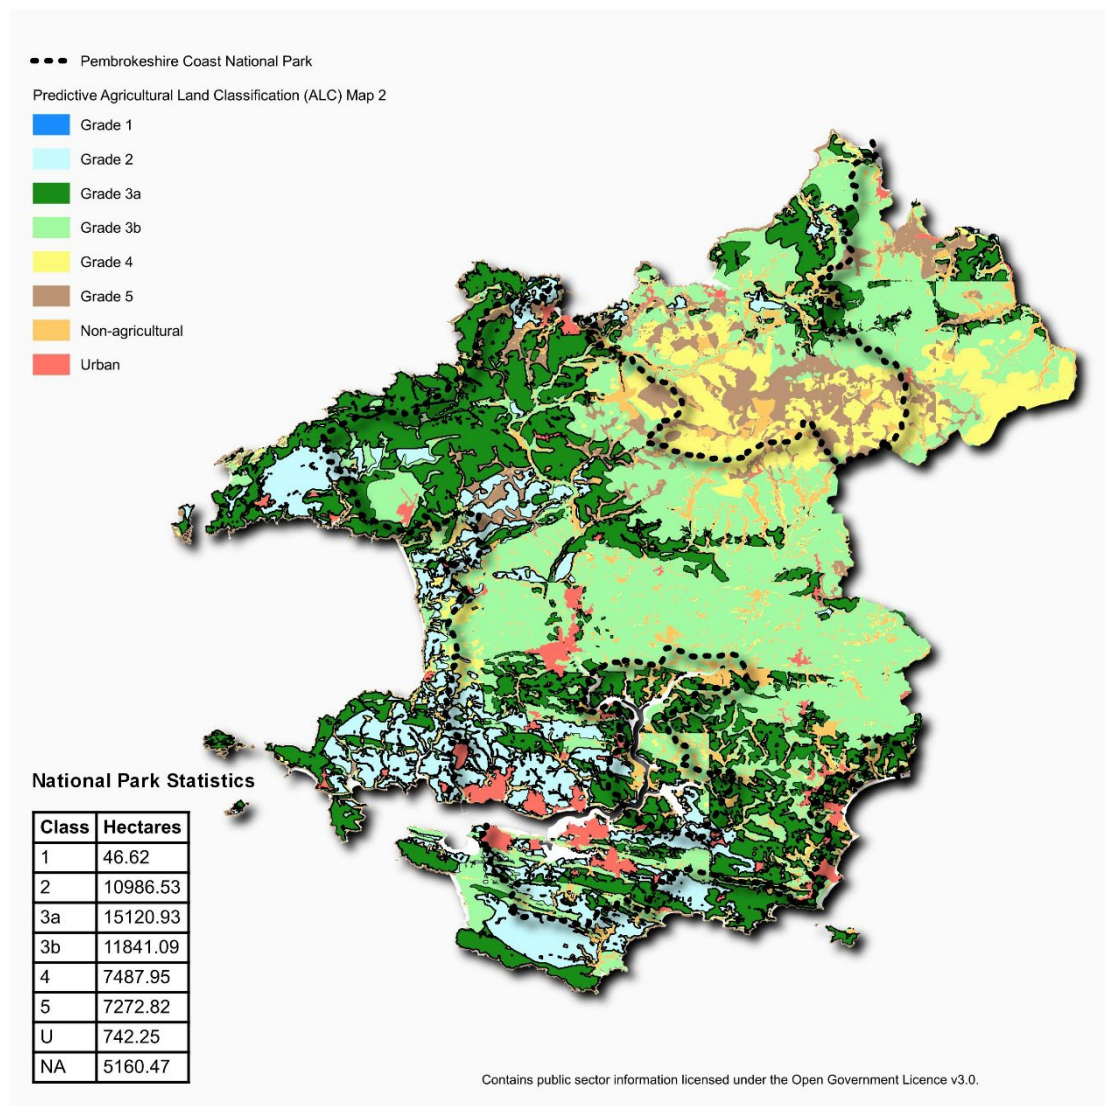 Pembrokeshire Coast National Park
Predictive Agricultural Land Classification (ALC) Map 2
Grade 1
Grade 2
Grade 3a
Grade 3b
Grade 4
Grade 5
Non-agricultural
Urban
National Park Statistics
Class Hectares
1 46.62
2 10986.53
3a 15120.93
3b 11841.09
4 7487.95
5 7272.82
U 742.25
NA 5160.47
Contains public sector information licensed under the Open Government Licence v3.0.